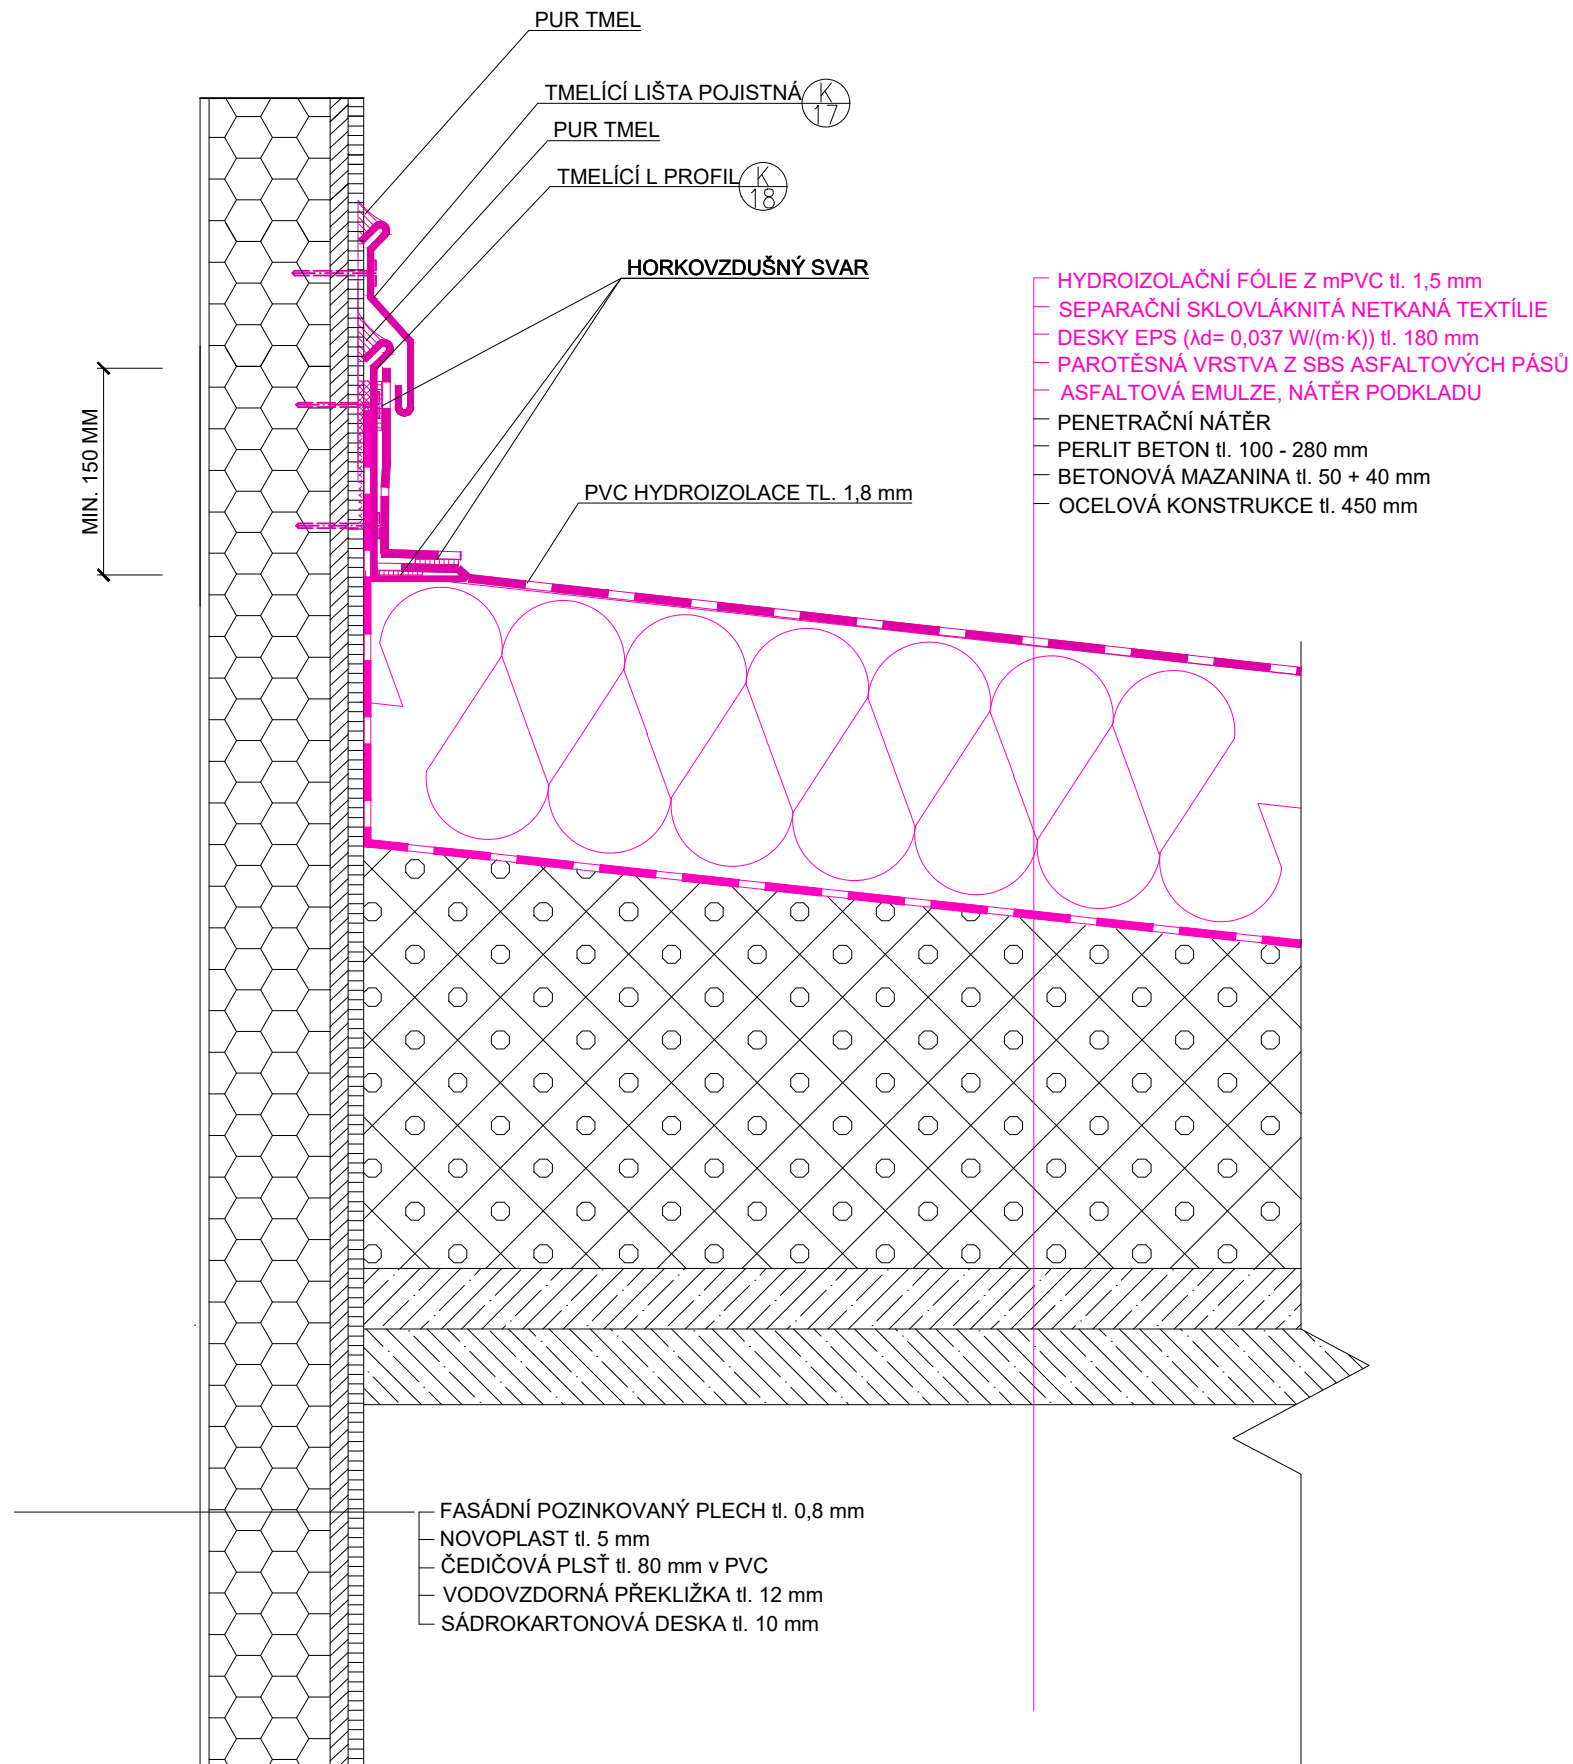 PUR TMEL
TMELÍCÍ LIŠTA POJISTNÁ
K
17
PUR TMEL
TMELÍCÍ L PROFIL
K
18
HORKOVZDUŠNÝ SVAR
HYDROIZOLAČNÍ FÓLIE Z mPVC tl. 1,5 mm
SEPARAČNÍ SKLOVLÁKNITÁ NETKANÁ TEXTÍLIE
DESKY EPS (λd= 0,037 W/(m·K)) tl. 180 mm
PAROTĚSNÁ VRSTVA Z SBS ASFALTOVÝCH PÁSŮ
ASFALTOVÁ EMULZE, NÁTĚR PODKLADU
PENETRAČNÍ NÁTĚR
PERLIT BETON tl. 100 - 280 mm
BETONOVÁ MAZANINA tl. 50 + 40 mm
OCELOVÁ KONSTRUKCE tl. 450 mm
MIN. 150 MM
PVC HYDROIZOLACE TL. 1,8 mm
FASÁDNÍ POZINKOVANÝ PLECH tl. 0,8 mm
NOVOPLAST tl. 5 mm
ČEDIČOVÁ PLSŤ tl. 80 mm v PVC
VODOVZDORNÁ PŘEKLIŽKA tl. 12 mm
SÁDROKARTONOVÁ DESKA tl. 10 mm